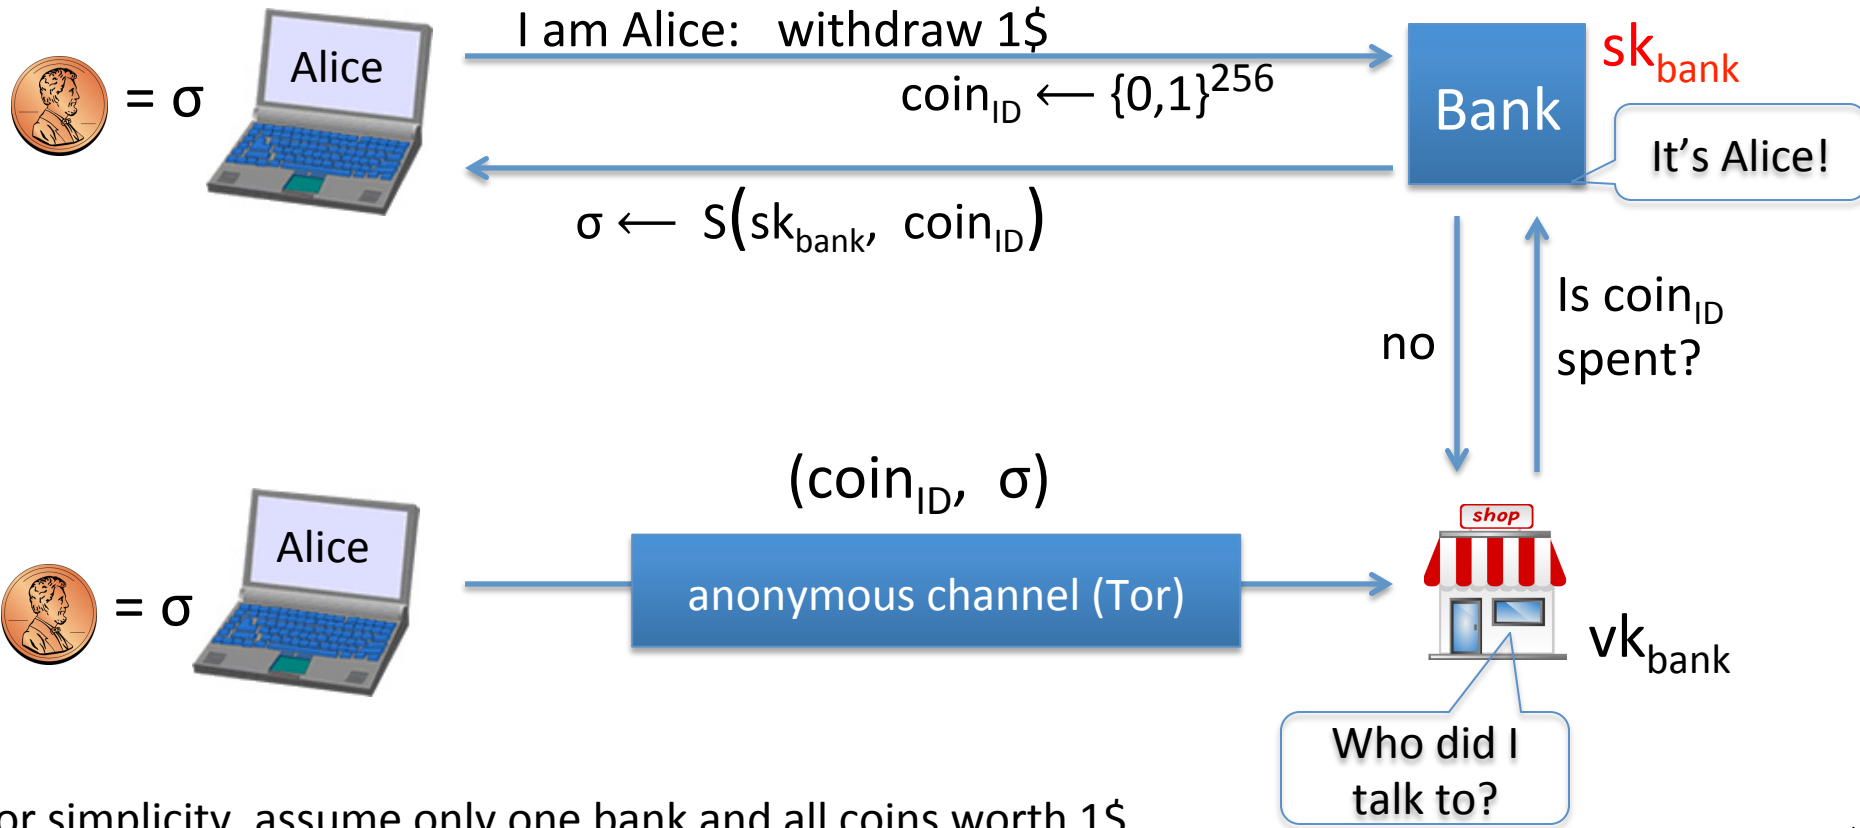 I am Alice: withdraw 1$
sk_bank
Alice
= σ
coin_ID ← {0,1}^256
Bank
It's Alice!
σ ← S(sk_bank, coin_ID)
Is coin_ID
spent?
no
(coin_ID, σ)
shop
Alice
= σ
anonymous channel (Tor)
vk_bank
Who did I
talk to?
or simplicity assume only one bank and all coins worth 1$